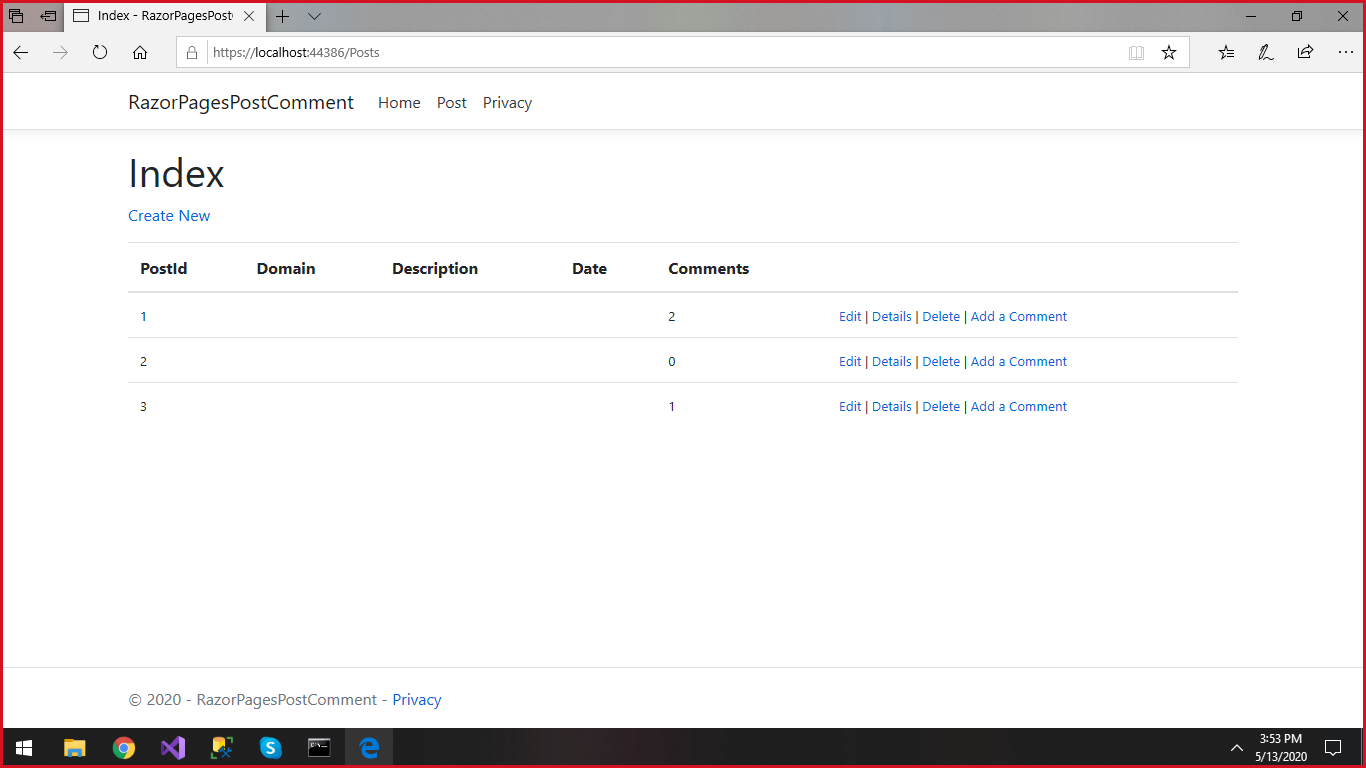 Index - RazorPagesPost
https://localhost:44386/Posts
RazorPagesPostComment Home Post Privacy
Index
Create New
PostId Domain Description Date Comments
1 2 Edit | Details | Delete | Add a Comment
2 0 Edit | Details | Delete | Add a Comment
3 1 Edit | Details | Delete | Add a Comment
© 2020 - RazorPagesPostComment - Privacy
3:53 PM
5/13/2020